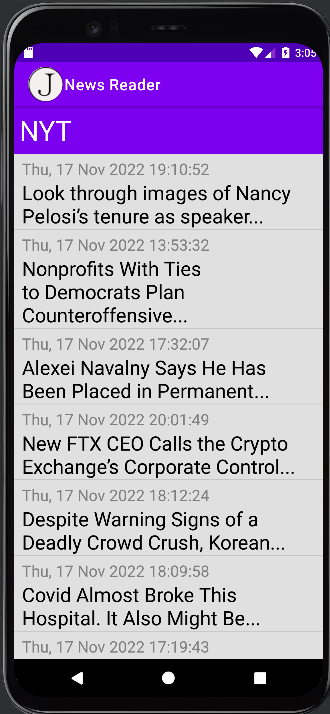 3:05
J News Reader
NYT
Thu, 17 Nov 2022 19:10:52
Look through images of Nancy
Pelosi's tenure as speaker...
Thu, 17 Nov 2022 13:53:32
Nonprofits With Ties
to Democrats Plan
Counteroffensive...
Thu, 17 Nov 2022 17:32:07
Alexei Navalny Says He Has
Been Placed in Permanent...
Thu, 17 Nov 2022 20:01:49
New FTX CEO Calls the Crypto
Exchange's Corporate Control...
Thu, 17 Nov 2022 18:12:24
Despite Warning Signs of a
Deadly Crowd Crush, Korean...
Thu, 17 Nov 2022 18:09:58
Covid Almost Broke This
Hospital. It Also Might Be...
Thu, 17 Nov 2022 17:19:43